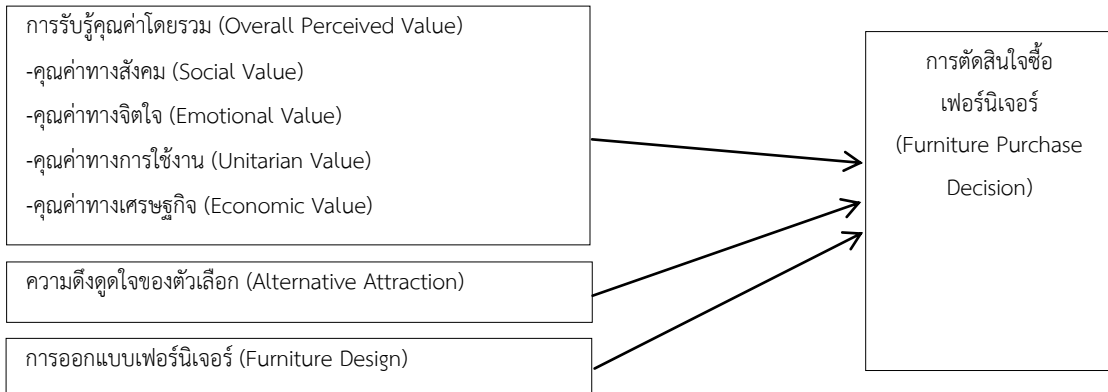 การรับรู้คุณค่าโดยรวม (Overall Perceived Value)
-คุณค่าทางสังคม (Social Value)
-คุณค่าทางจิตใจ (Emotional Value)
-คุณค่าทางการใช้งาน (Unitarian Value)
-คุณค่าทางเศรษฐกิจ (Economic Value)
ความดึงดูดใจของตัวเลือก (Alternative Attraction)
การออกแบบเฟอร์นิเจอร์ (Furniture Design)
การตัดสินใจซื้อ
เฟอร์นิเจอร์
(Furniture Purchase
Decision)